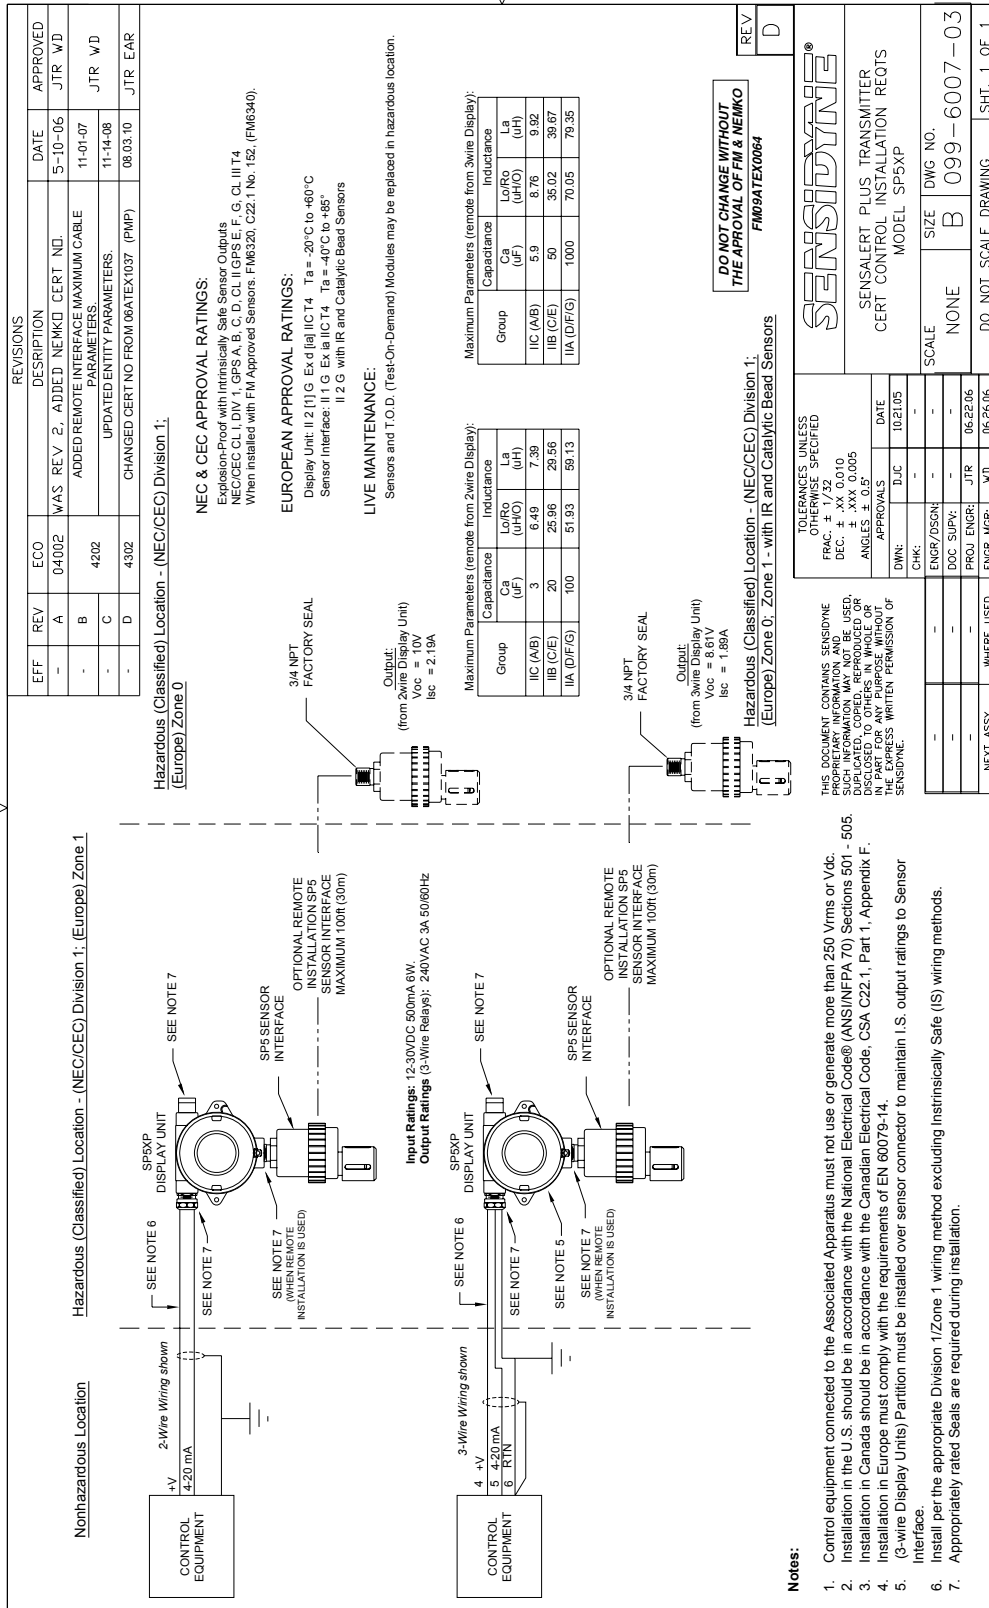 REVISIONS
EFF REV ECO DESRIPTION DATE APPROVED
- A 04002 WAS REV 2, ADDED NEMKO CERT NO. 5-10-06 JTR WD
- B 4202 ADDED REMOTE INTERFACE MAXIMUM CABLE PARAMETERS. 11-01-07 JTR WD
- C UPDATED ENTITY PARAMETERS. 11-14-08
- D 4302 CHANGED CERT NO FROM 06ATEX1037 (PMP) 08.03.10 JTR EAR
Nonhazardous Location
Hazardous (Classified) Location - (NEC/CEC) Division 1; (Europe) Zone 1
Hazardous (Classified) Location - (NEC/CEC) Division 1;
(Europe) Zone 0
2-Wire Wiring shown
+V
4-20 mA
CONTROL
EQUIPMENT
SEE NOTE 6
SEE NOTE 7
SP5XP
DISPLAY UNIT
SEE NOTE 7
SEE NOTE 7
(WHEN REMOTE
INSTALLATION IS USED)
SP5 SENSOR
INTERFACE
OPTIONAL REMOTE
INSTALLATION SP5
SENSOR INTERFACE
MAXIMUM 100ft (30m)
3/4 NPT
FACTORY SEAL
Output:
(from 2wire Display Unit)
Voc = 10V
Isc = 2.19A
NEC & CEC APPROVAL RATINGS:
Explosion-Proof with Intrinsically Safe Sensor Outputs
NEC/CEC CL I, DIV 1, GPS A, B, C, D, CL II GPS E, F, G, CL III T4
When installed with FM Approved Sensors. FM6320, C22.1 No. 152, (FM6340).
EUROPEAN APPROVAL RATINGS:
Display Unit: II 2 [1] G Ex d [ia] IIC T4 Ta = -20°C to +60°C
Sensor Interface: II 1 G Ex ia IIC T4 Ta = -40°C to +85°
II 2 G with IR and Catalytic Bead Sensors
LIVE MAINTENANCE:
Sensors and T.O.D. (Test-On-Demand) Modules may be replaced in hazardous location.
Input Ratings: 12-30VDC 500mA 6W.
Output Ratings (3-Wire Relays): 240VAC 3A 50/60Hz
Maximum Parameters (remote from 2wire DIsplay):
Group Capacitance Inductance
Ca (uF) Lo/Ro (uH/O) La (uH)
IIC (A/B) 3 6.49 7.39
IIB (C/E) 20 25.96 29.56
IIA (D/F/G) 100 51.93 59.13
Maximum Parameters (remote from 3wire Display):
Group Capacitance Inductance
Ca (uF) Lo/Ro (uH/O) La (uH)
IIC (A/B) 5.9 8.76 9.92
IIB (C/E) 50 35.02 39.67
IIA (D/F/G) 1000 70.05 79.35
3-Wire Wiring shown
4 +V
5 4-20 mA
6 RTN
CONTROL
EQUIPMENT
SEE NOTE 6
SEE NOTE 7
SEE NOTE 5
SP5XP
DISPLAY UNIT
SEE NOTE 7
SEE NOTE 7
(WHEN REMOTE
INSTALLATION IS USED)
SP5 SENSOR
INTERFACE
OPTIONAL REMOTE
INSTALLATION SP5
SENSOR INTERFACE
MAXIMUM 100ft (30m)
3/4 NPT
FACTORY SEAL
Output:
(from 3wire Display Unit)
Voc = 8.61V
Isc = 1.89A
Hazardous (Classified) Location - (NEC/CEC) Division 1;
(Europe) Zone 0; Zone 1 - with IR and Catalytic Bead Sensors
DO NOT CHANGE WITHOUT
THE APROVAL OF FM & NEMKO
FM09ATEX0064
REV
D
Notes:
1. Control equipment connected to the Associated Apparatus must not use or generate more than 250 Vrms or Vdc.
2. Installation in the U.S. should be in accordance with the National Electrical Code® (ANSI/NFPA 70) Sections 501 - 505.
3. Installation in Canada should be in accordance with the Canadian Electrical Code, CSA C22.1, Part 1, Appendix F.
4. Installation in Europe must comply with the requirements of EN 60079-14.
5. (3-wire Display Units) Partition must be installed over sensor connector to maintain I.S. output ratings to Sensor
Interface.
6. Install per the appropriate Division 1/Zone 1 wiring method excluding Instrinsically Safe (IS) wiring methods.
7. Appropriately rated Seals are required during installation.
THIS DOCUMENT CONTAINS SENSIDYNE
PROPRIETARY INFORMATION AND
SUCH INFORMATION MAY NOT BE USED,
DUPLICATED, COPIED, REPRODUCED OR
DISCLOSED TO OTHERS IN WHOLE OR
IN PART FOR ANY PURPOSE WITHOUT
THE EXPRESS WRITTEN PERMISSION OF
SENSIDYNE.
- -
- -
- -
NEXT ASSY WHERE USED
TOLERANCES UNLESS
OTHERWISE SPECIFIED
FRAC. ± 1/32
DEC. ± .XX 0.010
± .XXX 0.005
ANGLES ± 0.5°
APPROVALS DATE
DWN: DJC 10.21.05
CHK: - -
ENGR/DSGN: - -
DOC SUPV: - -
PROJ ENGR: JTR 06.22.06
ENGR MGR: WD 06.26.06
SENSIDYNE®
SENSALERT PLUS TRANSMITTER
CERT CONTROL INSTALLATION REQTS
MODEL SP5XP
SCALE NONE
SIZE B
DWG NO. 099-6007-03
DO NOT SCALE DRAWING
SHT. 1 OF 1